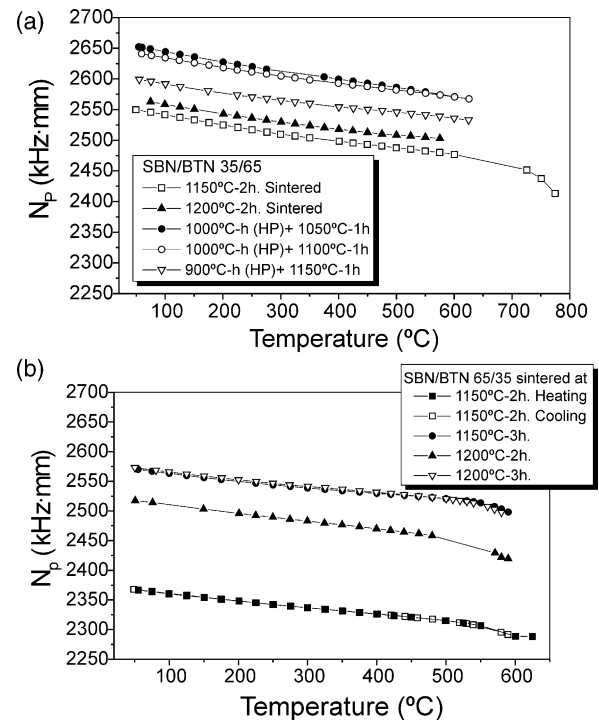 (a)
2700
2650
2600
2550
2500
2450
2400
2350
2300
2250
Np (kHz·mm)
SBN/BTN 35/65
1150ºC-2h. Sintered
1200ºC-2h. Sintered
1000ºC-h (HP)+ 1050ºC-1h
1000ºC-h (HP)+ 1100ºC-1h
900ºC-h (HP)+ 1150ºC-1h
100 200 300 400 500 600 700 800
Temperature (ºC)
(b)
2700
2650
2600
2550
2500
2450
2400
2350
2300
2250
Np (kHz·mm)
SBN/BTN 65/35 sintered at
1150ºC-2h. Heating
1150ºC-2h. Cooling
1150ºC-3h.
1200ºC-2h.
1200ºC-3h.
100 200 300 400 500 600
Temperature (ºC)